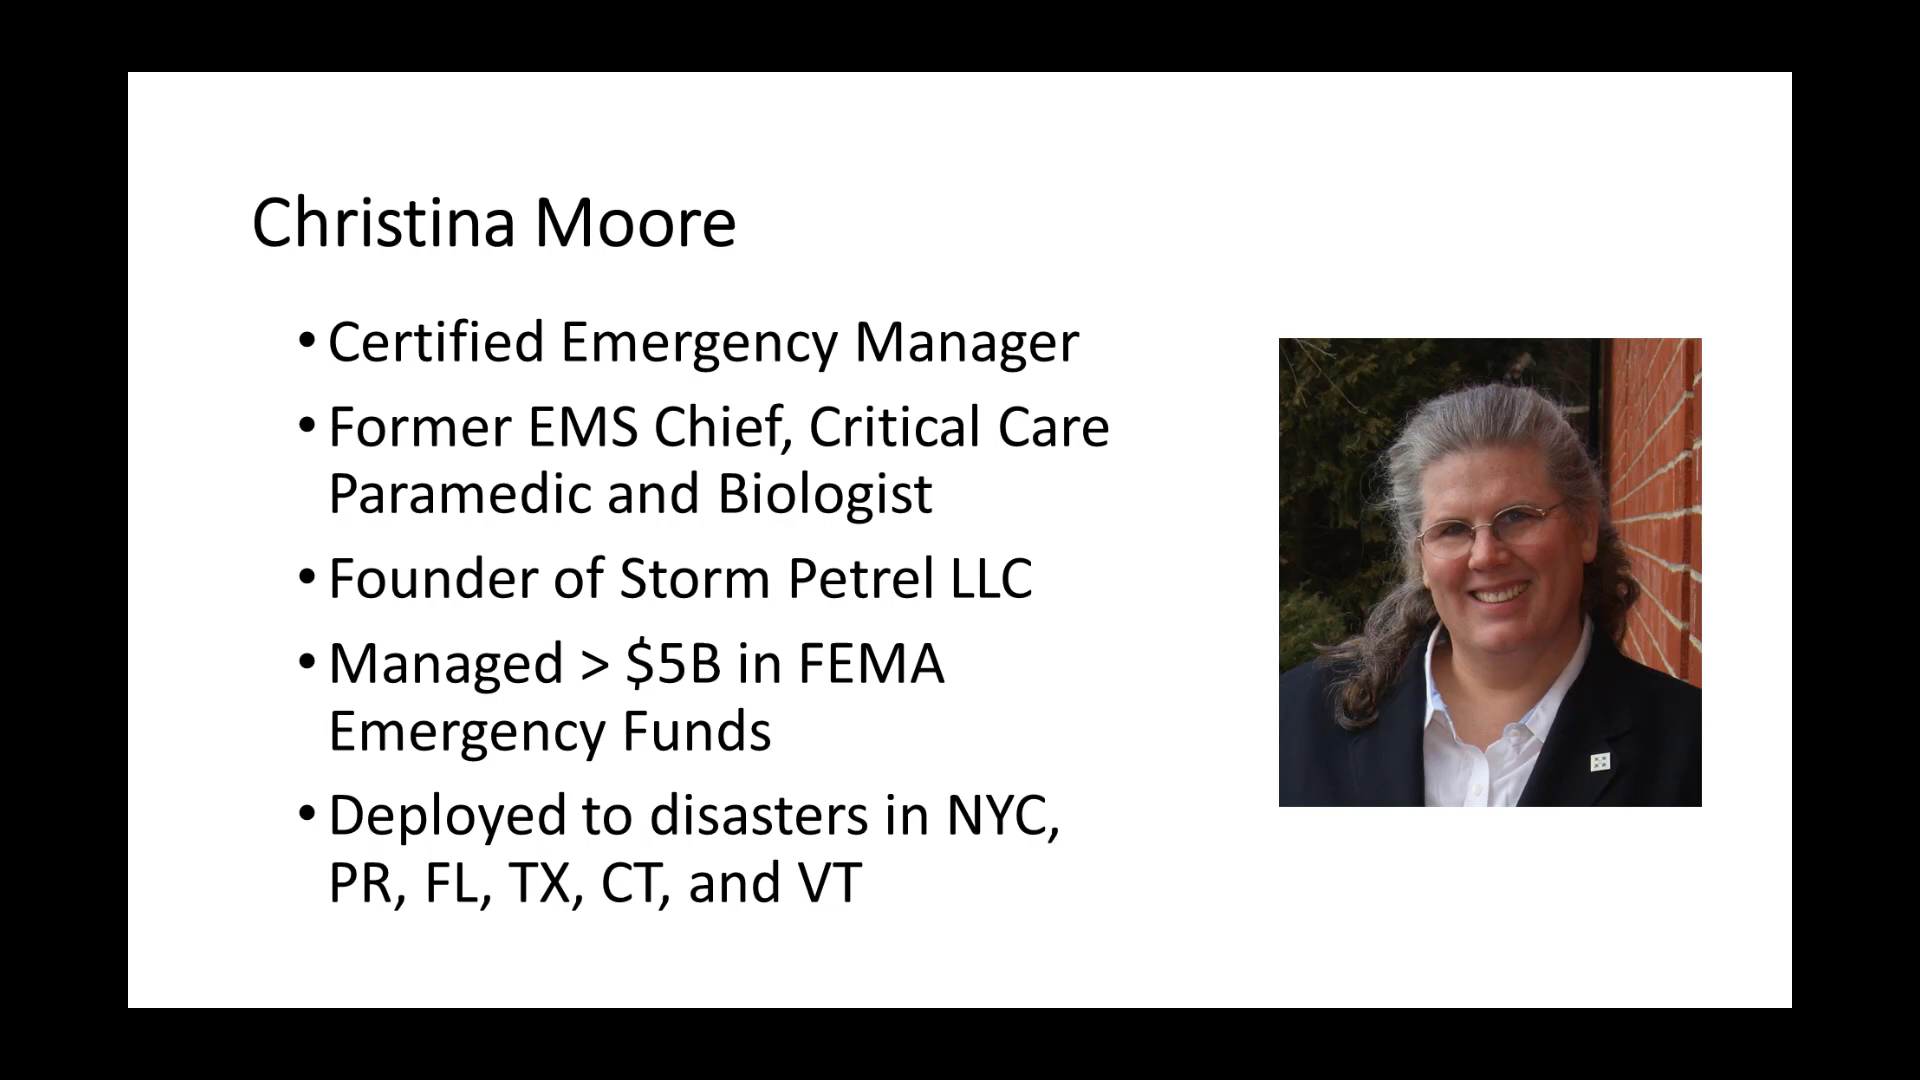 Christina Moore
• Certified Emergency Manager
• Former EMS Chief, Critical Care
Paramedic and Biologist
• Founder of Storm Petrel LLC
• Managed > $5B in FEMA
Emergency Funds
• Deployed to disasters in NYC,
PR, FL, TX, CT, and VT